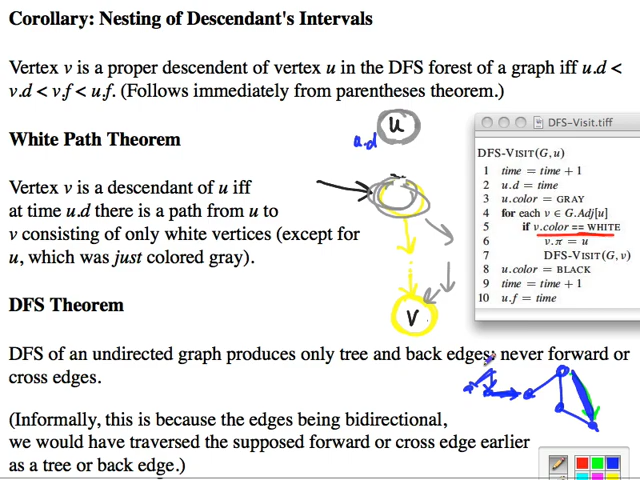 Corollary: Nesting of Descendant's Intervals
Vertex v is a proper descendent of vertex u in the DFS forest of a graph iff u.d <
v.d < v.f < u.f. (Follows immediately from parentheses theorem.)
White Path Theorem
Vertex v is a descendant of u iff
at time u.d there is a path from u to
v consisting of only white vertices (except for
u, which was just colored gray).
u
u.d
v
DFS-Visit.tiff
DFS-VISIT(G, u)
1 time = time + 1
2 u.d = time
3 u.color = GRAY
4 for each v ∈ G.Adj[u]
5 if v.color == WHITE
6 v.π = u
7 DFS-VISIT(G, v)
8 u.color = BLACK
9 time = time + 1
10 u.f = time
DFS Theorem
DFS of an undirected graph produces only tree and back edges; never forward or
cross edges.
(Informally, this is because the edges being bidirectional,
we would have traversed the supposed forward or cross edge earlier
as a tree or back edge.)